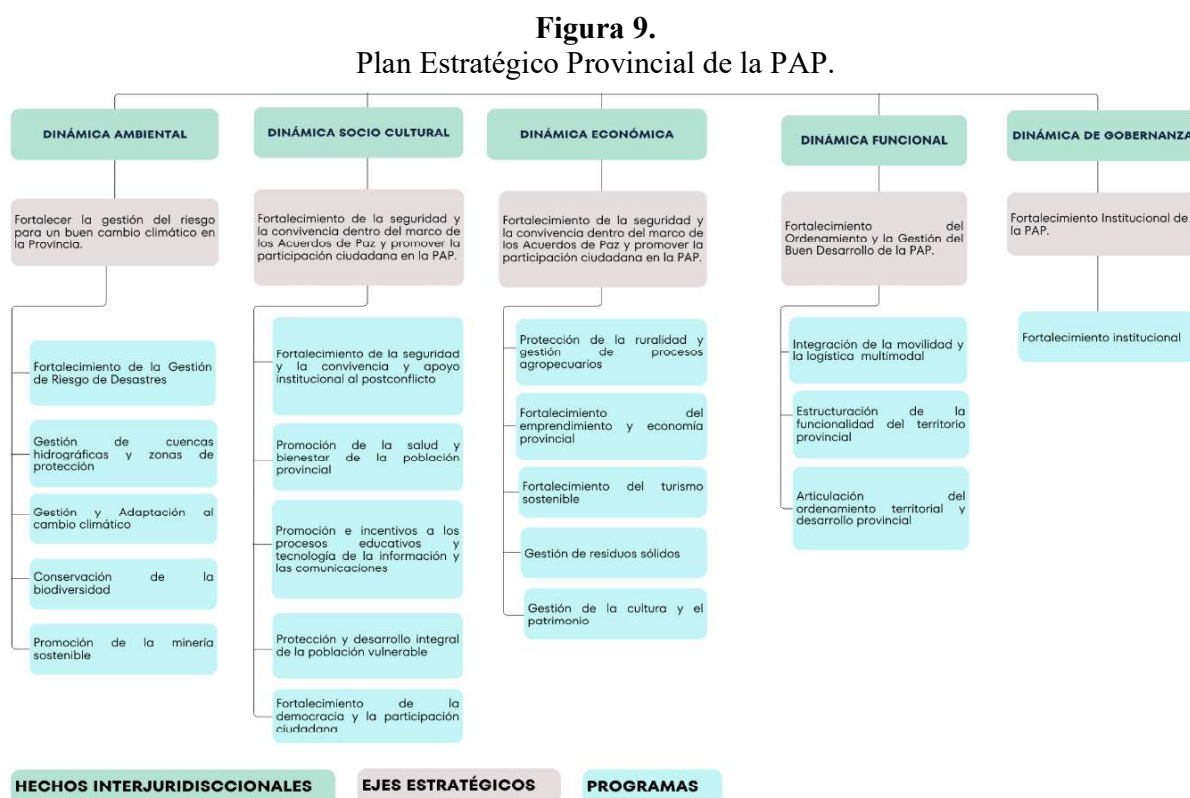 Figura 9.
Plan Estratégico Provincial de la PAP.
DINÁMICA AMBIENTAL
Fortalecer la gestión del riesgo
para un buen cambio climático en
la Provincia.
Fortalecimiento de la Gestión
de Riesgo de Desastres
Gestión de cuencas
hidrográficas y zonas de
protección
Gestión y Adaptación al
cambio climático
Conservación de la
biodiversidad
Promoción de la minería
sostenible
DINÁMICA SOCIO CULTURAL
Fortalecimiento de la seguridad y
la convivencia dentro del marco de
los Acuerdos de Paz y promover la
participación ciudadana en la PAP.
Fortalecimiento de la seguridad
y la convivencia y apoyo
institucional al postconflicto
Promoción de la salud y
bienestar de la población
provincial
Promoción e incentivos a los
procesos educativos y
tecnología de la información y
las comunicaciones
Protección y desarrollo integral
de la población vulnerable
Fortalecimiento de la
democracia y la participación
ciudadana
DINÁMICA ECONÓMICA
Fortalecimiento de la seguridad y
la convivencia dentro del marco de
los Acuerdos de Paz y promover la
participación ciudadana en la PAP.
Protección de la ruralidad y
gestión de procesos
agropecuarios
Fortalecimiento del
emprendimiento y economía
provincial
Fortalecimiento del turismo
sostenible
Gestión de residuos sólidos
Gestión de la cultura y el
patrimonio
DINÁMICA FUNCIONAL
Fortalecimiento del
Ordenamiento y la Gestión del
Buen Desarrollo de la PAP.
Integración de la movilidad y
la logística multimodal
Estructuración de la
funcionalidad del territorio
provincial
Articulación del
ordenamiento territorial y
desarrollo provincial
DINÁMICA DE GOBERNANZA
Fortalecimiento Institucional de
la PAP.
Fortalecimiento institucional
HECHOS INTERJURIDISCCIONALES
EJES ESTRATÉGICOS
PROGRAMAS